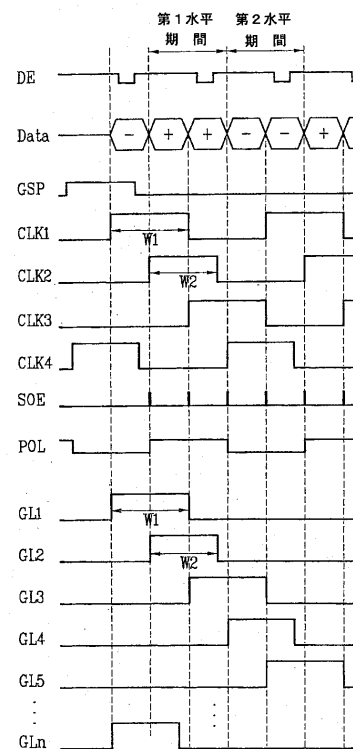 第1水平 第2水平
期間 期間
DE
Data - + + - - +
GSP
CLK1
W1
CLK2
W2
CLK3
CLK4
SOE
POL
GL1
W1
GL2
W2
GL3
GL4
GL5
GLn